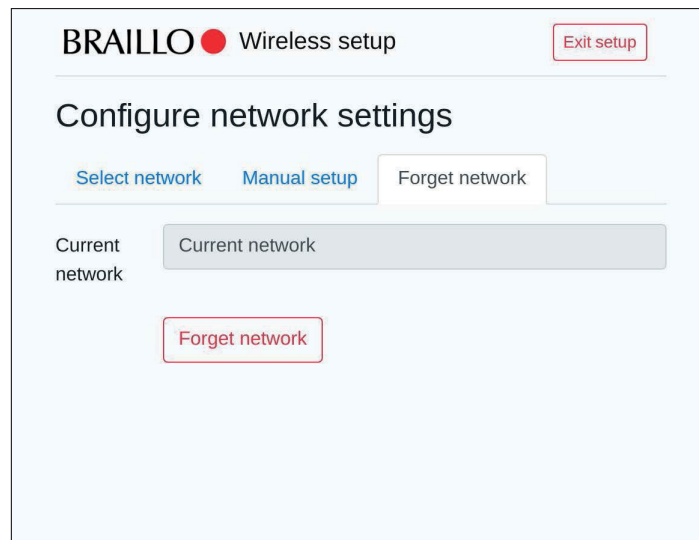 BRAILLO Wireless setup Exit setup
Configure network settings
Select network Manual setup Forget network
Current network
Current network
Forget network